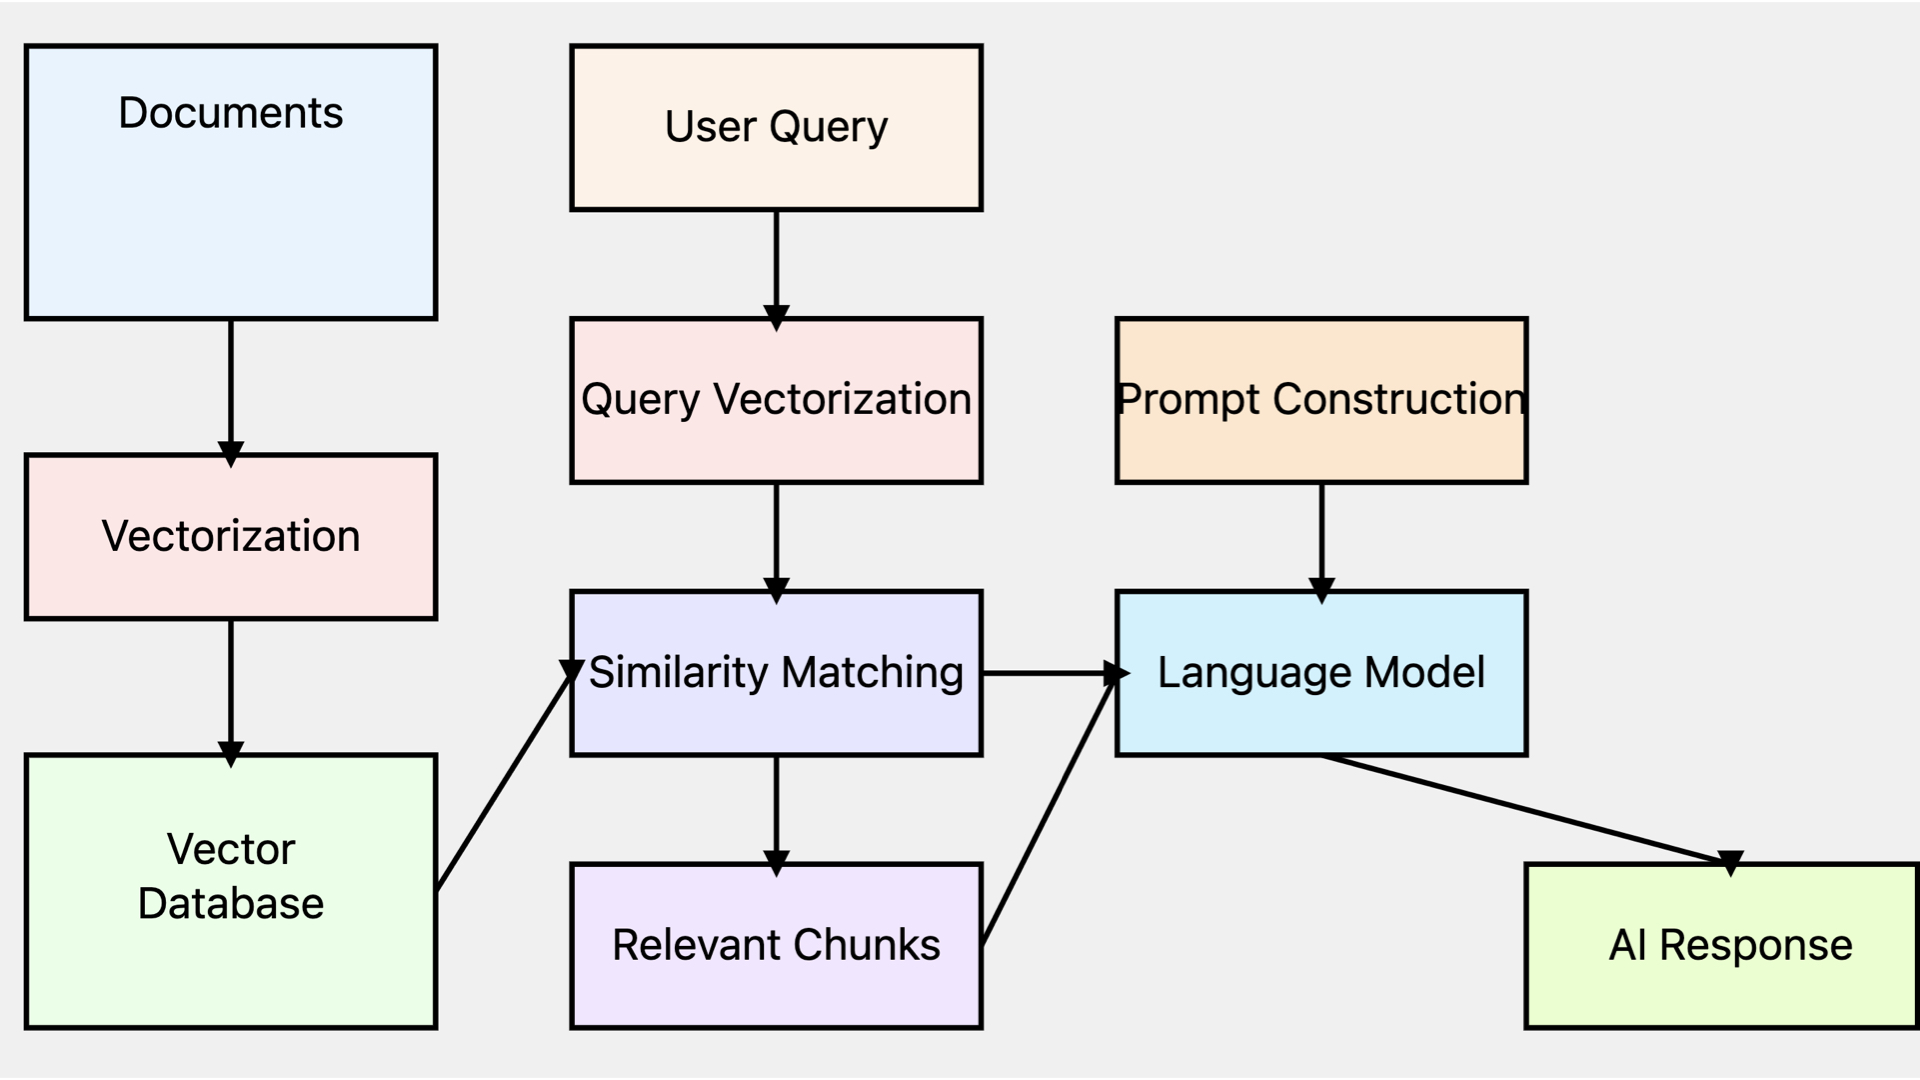 Documents
User Query
Query Vectorization
Prompt Construction
Vectorization
Similarity Matching
Language Model
Vector
Database
Relevant Chunks
AI Response